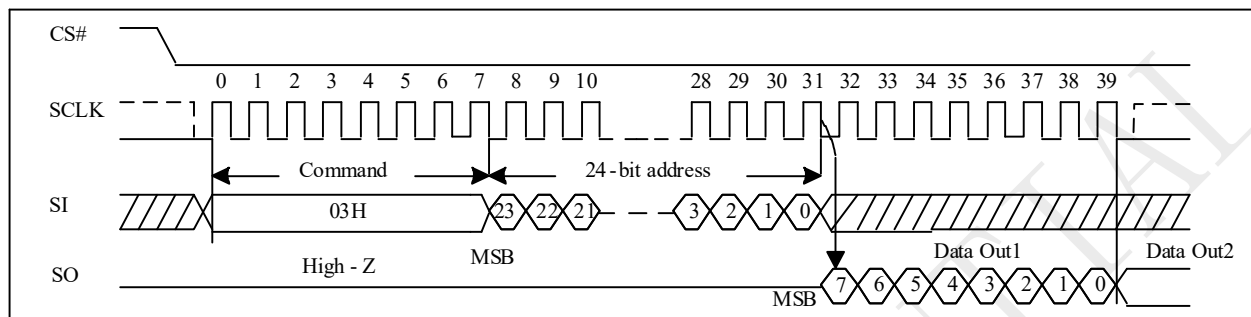 CS#
0 1 2 3 4 5 6 7 8 9 10 28 29 30 31 32 33 34 35 36 37 38 39
SCLK
Command 24-bit address
SI 03H 23 22 21 3 2 1 0
High - Z MSB Data Out1 Data Out2
SO 7 6 5 4 3 2 1 0
MSB
TIAL